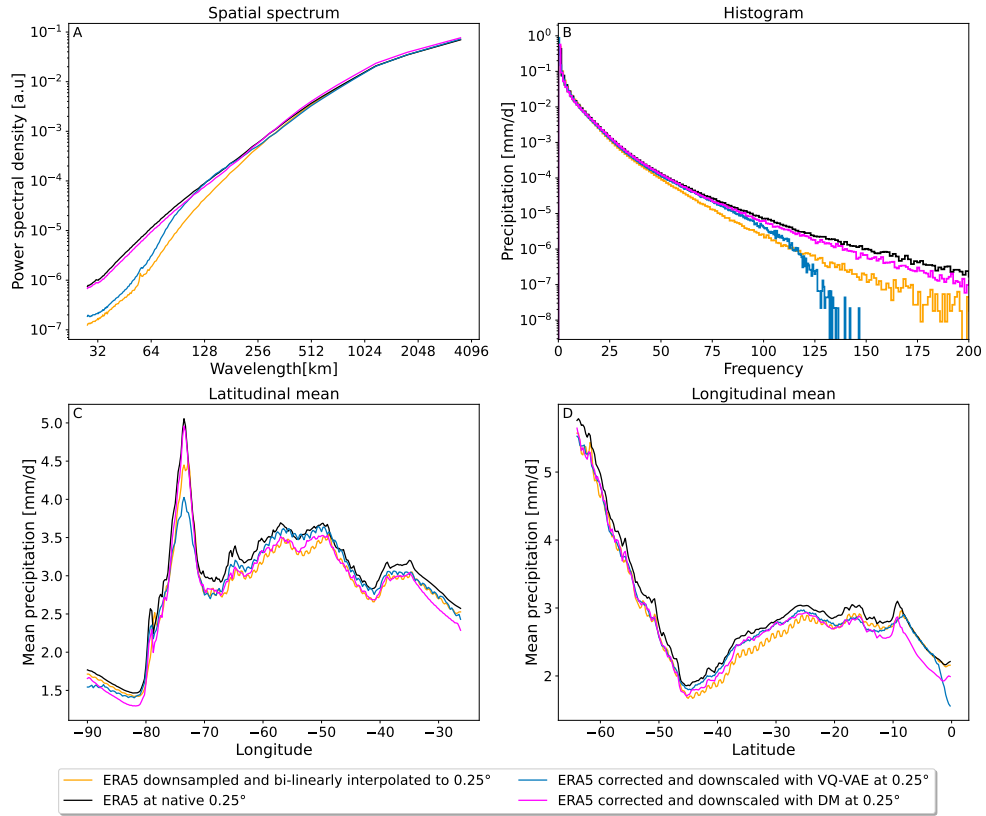 Spatial spectrum
A
Power spectral density [a.u]
10⁻¹
10⁻²
10⁻³
10⁻⁴
10⁻⁵
10⁻⁶
10⁻⁷
32 64 128 256 512 1024 2048 4096
Wavelength[km]
Histogram
B
Precipitation [mm/d]
10⁰
10⁻¹
10⁻²
10⁻³
10⁻⁴
10⁻⁵
10⁻⁶
10⁻⁷
10⁻⁸
0 25 50 75 100 125 150 175 200
Frequency
Latitudinal mean
C
Mean precipitation [mm/d]
5.0
4.5
4.0
3.5
3.0
2.5
2.0
1.5
−90 −80 −70 −60 −50 −40 −30
Longitude
Longitudinal mean
D
Mean precipitation [mm/d]
5
4
3
2
−60 −50 −40 −30 −20 −10 0
Latitude
ERA5 downsampled and bi-linearly interpolated to 0.25°
ERA5 at native 0.25°
ERA5 corrected and downscaled with VQ-VAE at 0.25°
ERA5 corrected and downscaled with DM at 0.25°